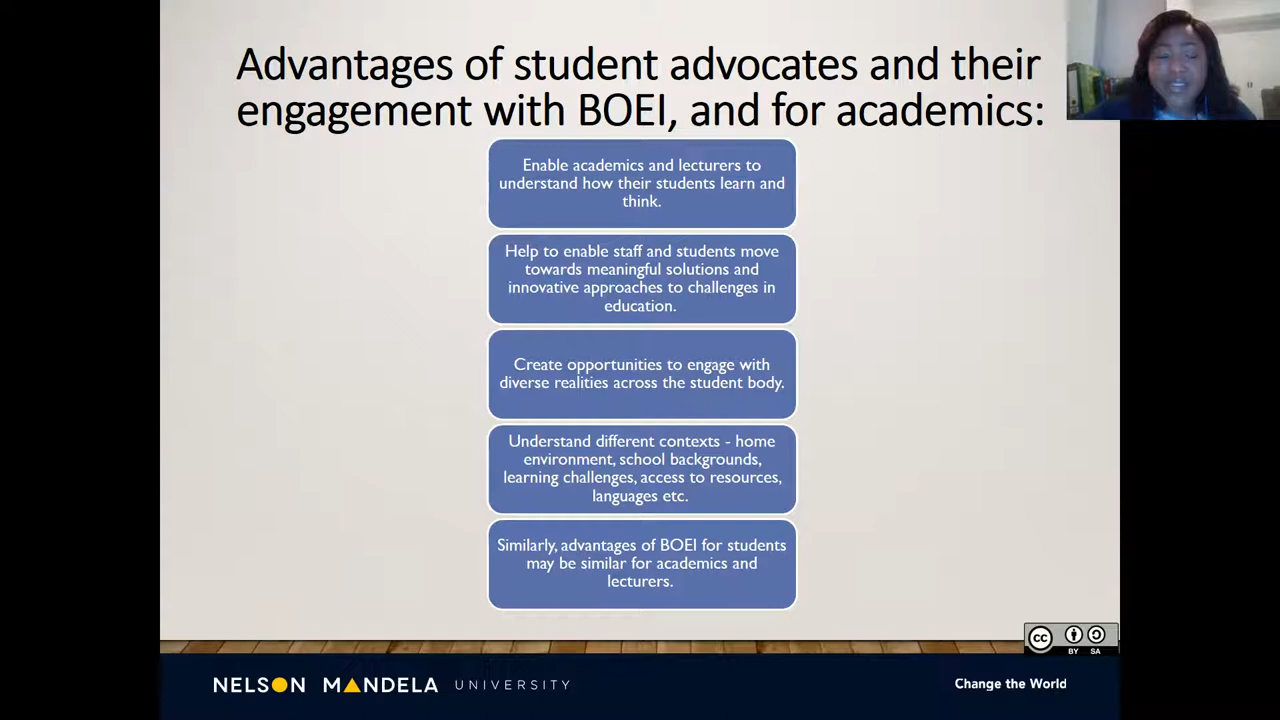 Advantages of student advocates and their
engagement with BOEI, and for academics:
Enable academics and lecturers to
understand how their students learn and
think.
Help to enable staff and students move
towards meaningful solutions and
innovative approaches to challenges in
education.
Create opportunities to engage with
diverse realities across the student body.
Understand different contexts - home
environment, school backgrounds,
learning challenges, access to resources,
languages etc.
Similarly, advantages of BOEI for students
may be similar for academics and
lecturers.
cc
BY SA
NELSON MANDELA UNIVERSITY
Change the World